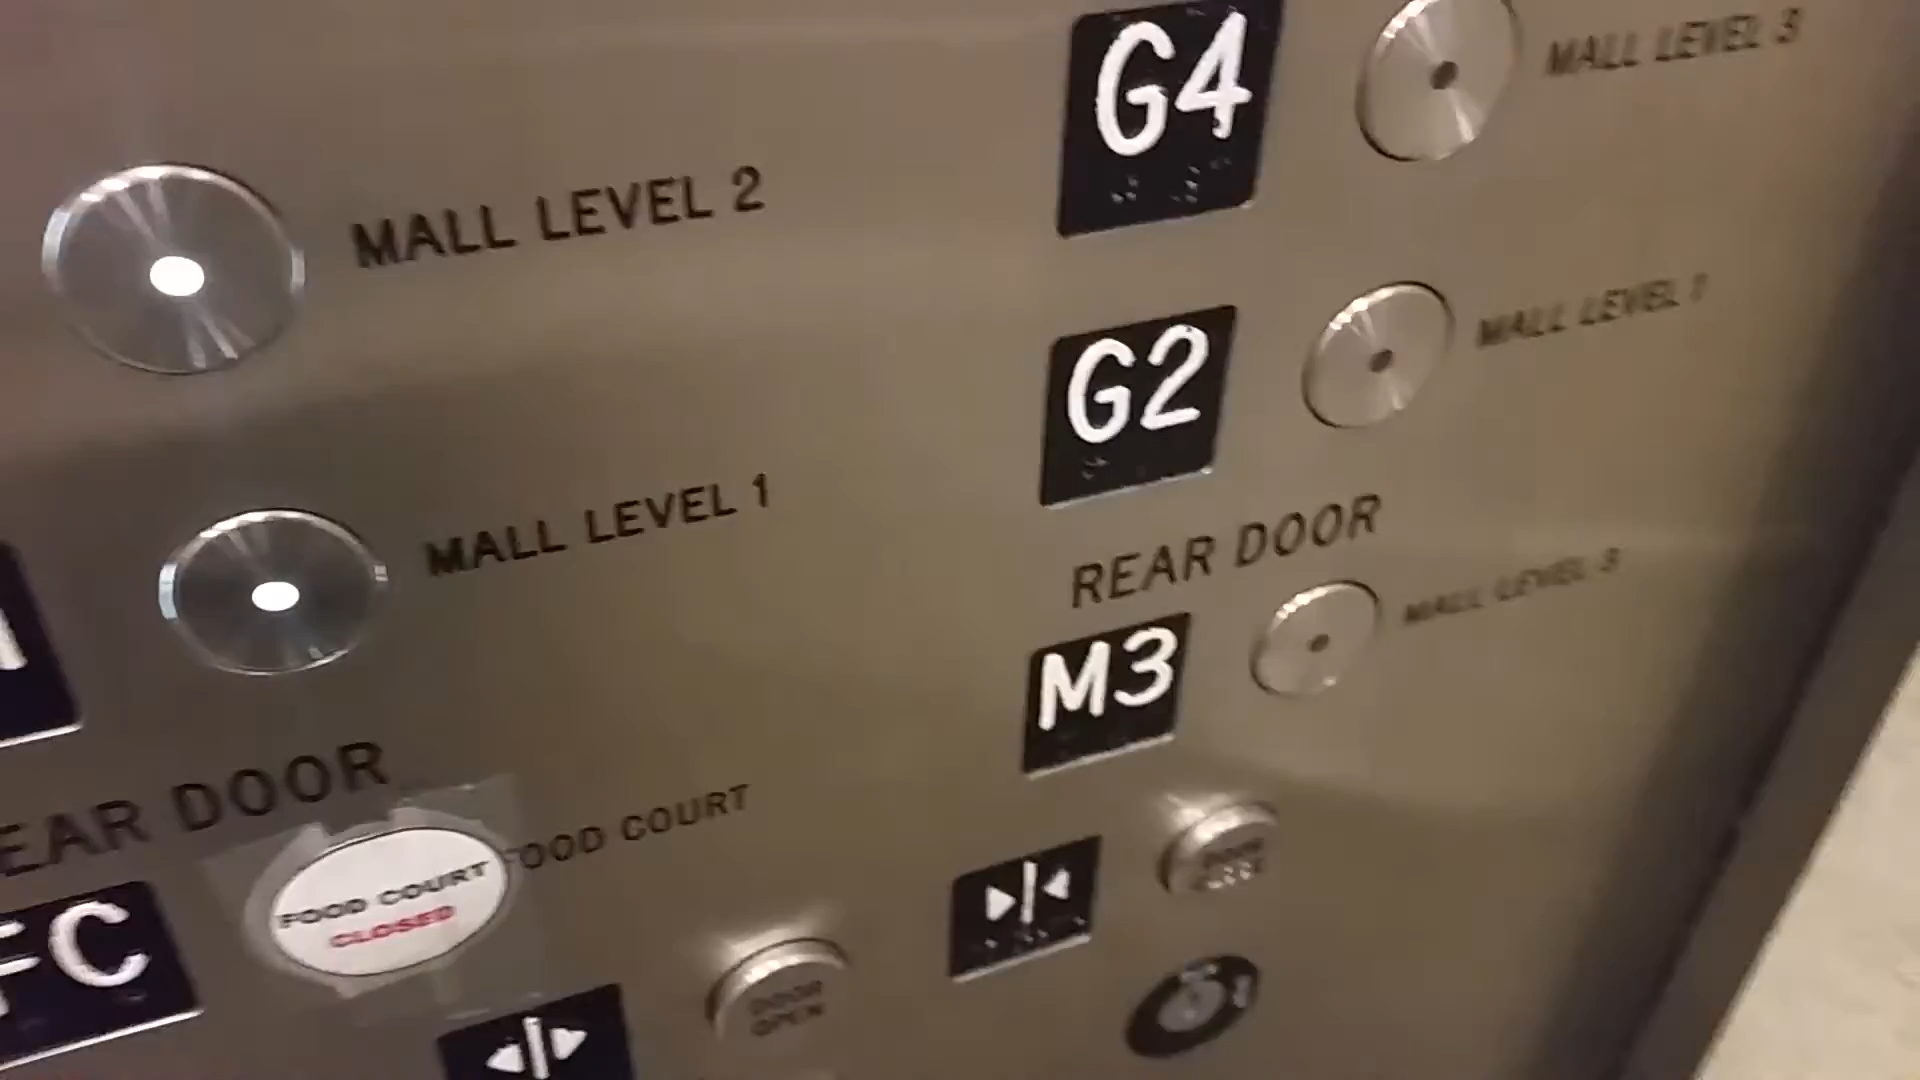 G4
MALL LEVEL 3
MALL LEVEL 2
G2
MALL LEVEL 1
MALL LEVEL 1
REAR DOOR
M3
MALL LEVEL 3
EAR DOOR
FC
FOOD COURT
CLOSED
FOOD COURT
DOOR
OPEN